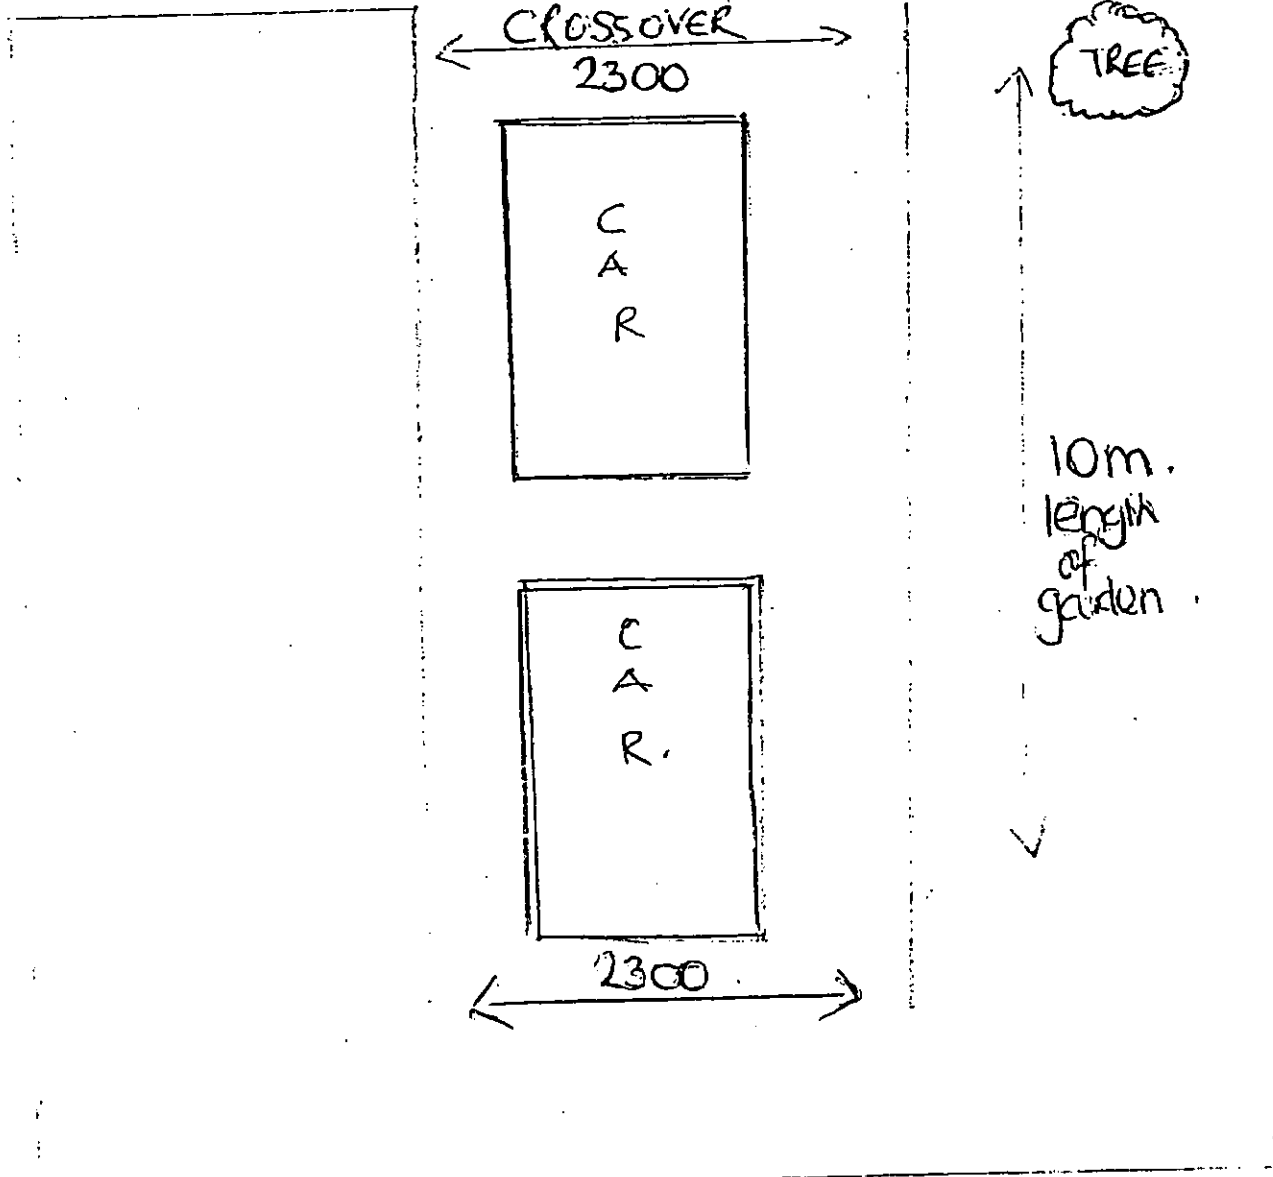 CROSSOVER
2300
TREE
C
A
R
10m.
length
of
garden.
C
A
R.
2300